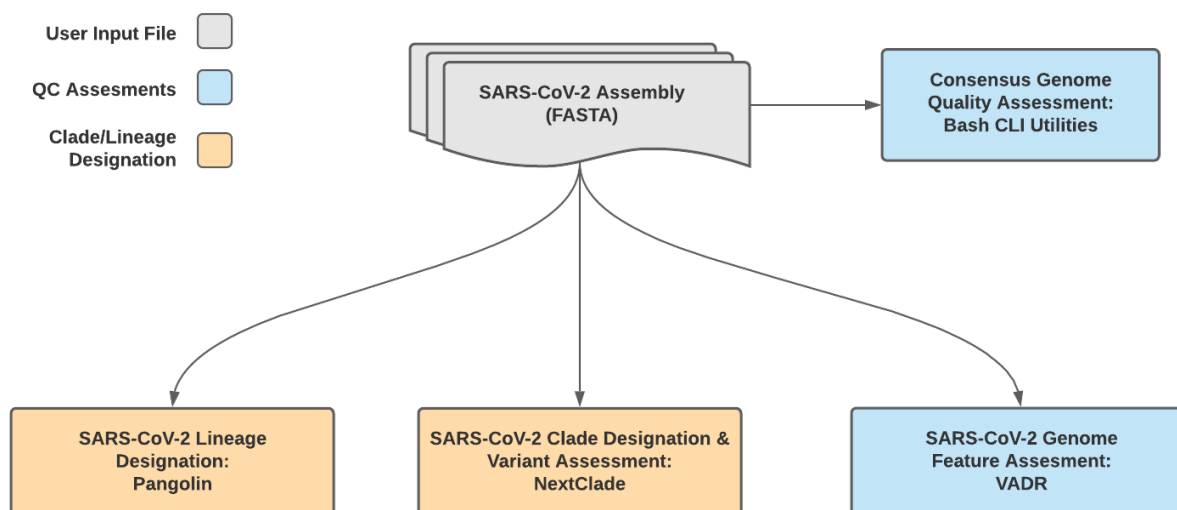 User Input File
QC Assesments
Clade/Lineage
Designation
SARS-CoV-2 Assembly
(FASTA)
Consensus Genome
Quality Assessment:
Bash CLI Utilities
SARS-CoV-2 Lineage
Designation:
Pangolin
SARS-CoV-2 Clade Designation &
Variant Assessment:
NextClade
SARS-CoV-2 Genome
Feature Assesment:
VADR